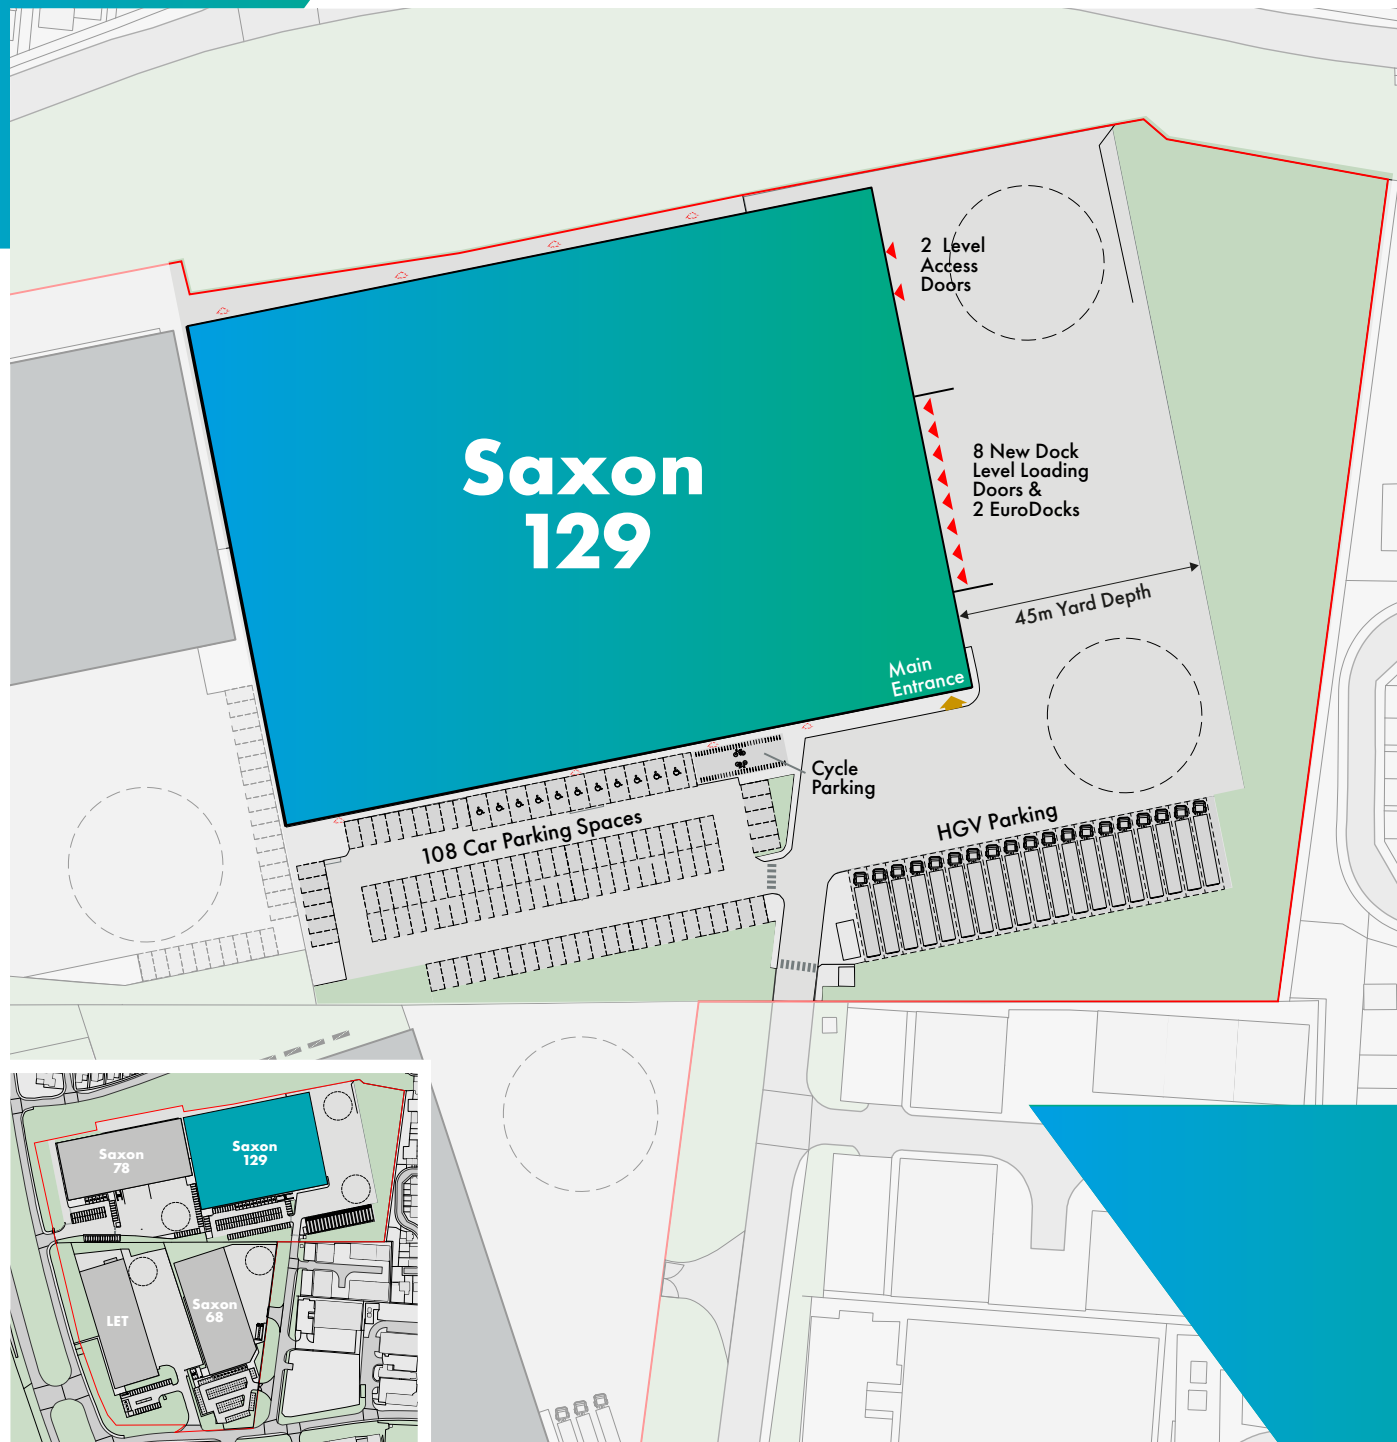 2 Level
Access
Doors
Saxon
129
8 New Dock
Level Loading
Doors &
2 EuroDocks
45m Yard Depth
Main
Entrance
Cycle
Parking
HGV Parking
108 Car Parking Spaces
Saxon
78
Saxon
129
LET
Saxon
68